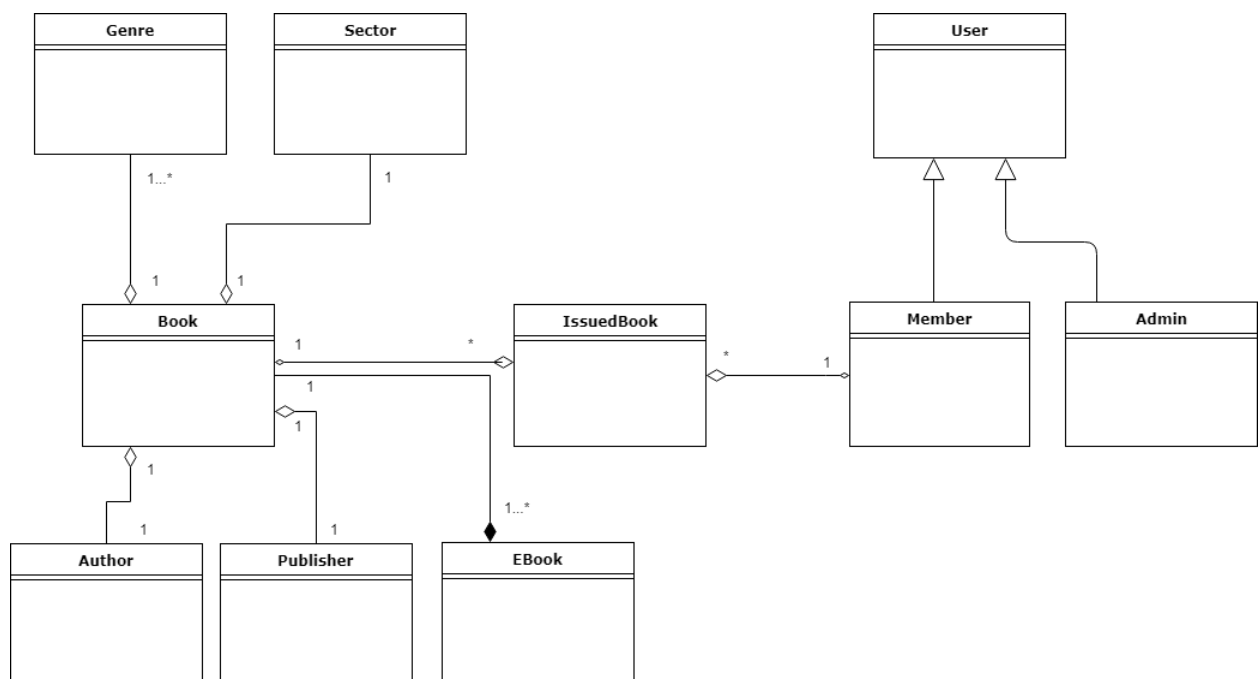 Genre
Sector
User
1...*
1
1
1
Book
IssuedBook
Member
Admin
1
*
*
1
1
1
1
1
1
1...*
Author
Publisher
EBook